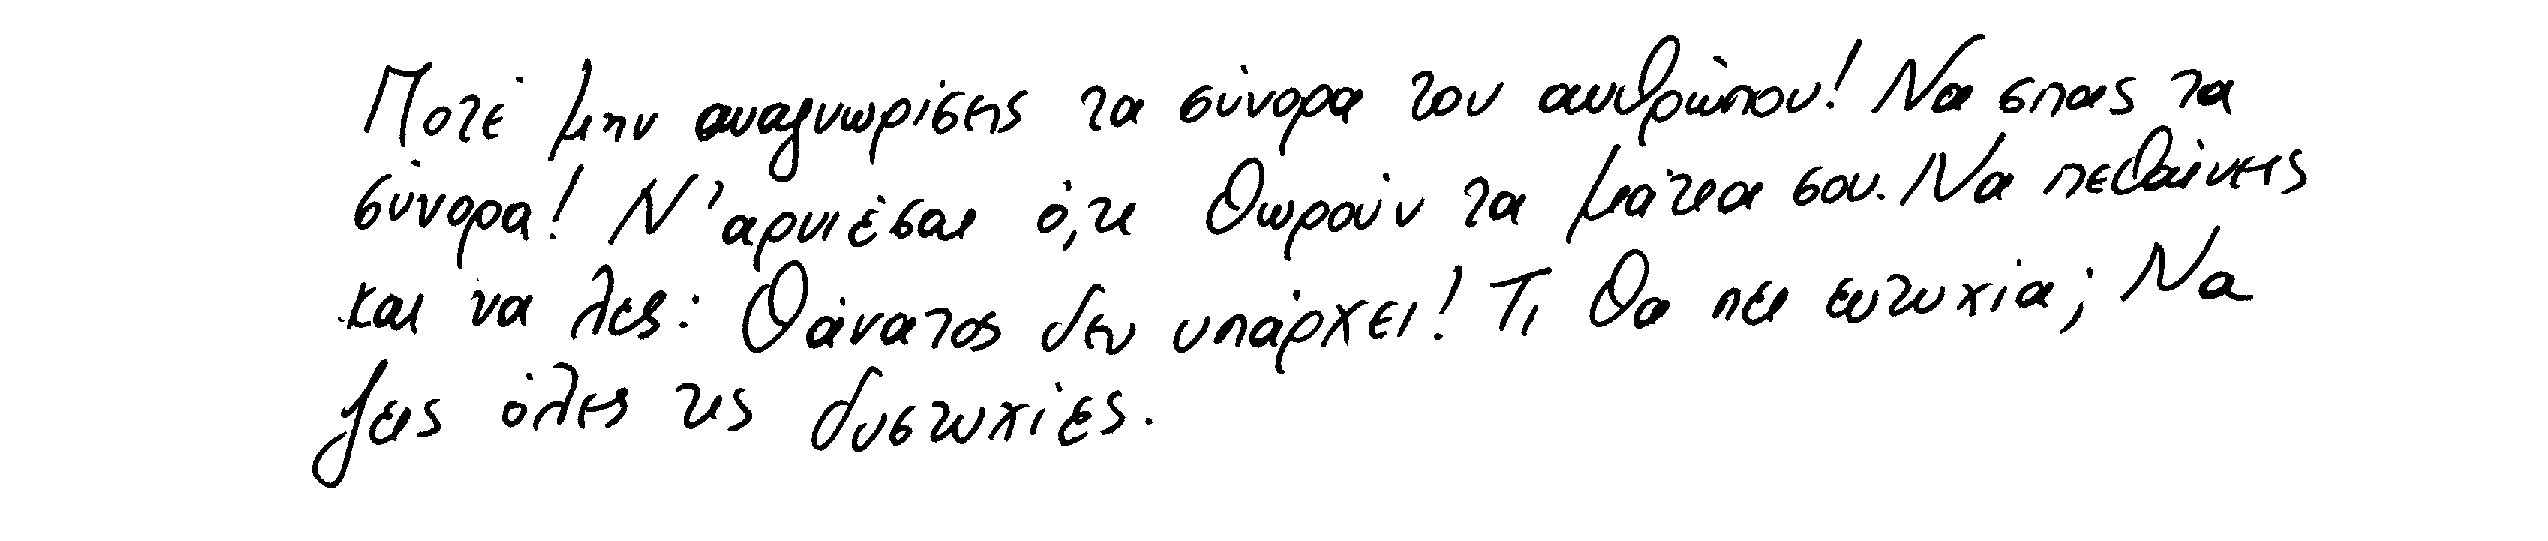 Ποτέ μην αναγνωρίσεις τα σύνορα του ανθρώπου! Να σπας τα
σύνορα! Ν' αρνιέσαι ό,τι θωρούν τα μάτια σου. Να πεθαίνεις
και να λες: Θάνατος δεν υπάρχει! Τι θα πει ευτυχία; Να
ζεις όλες τις δυστυχίες.